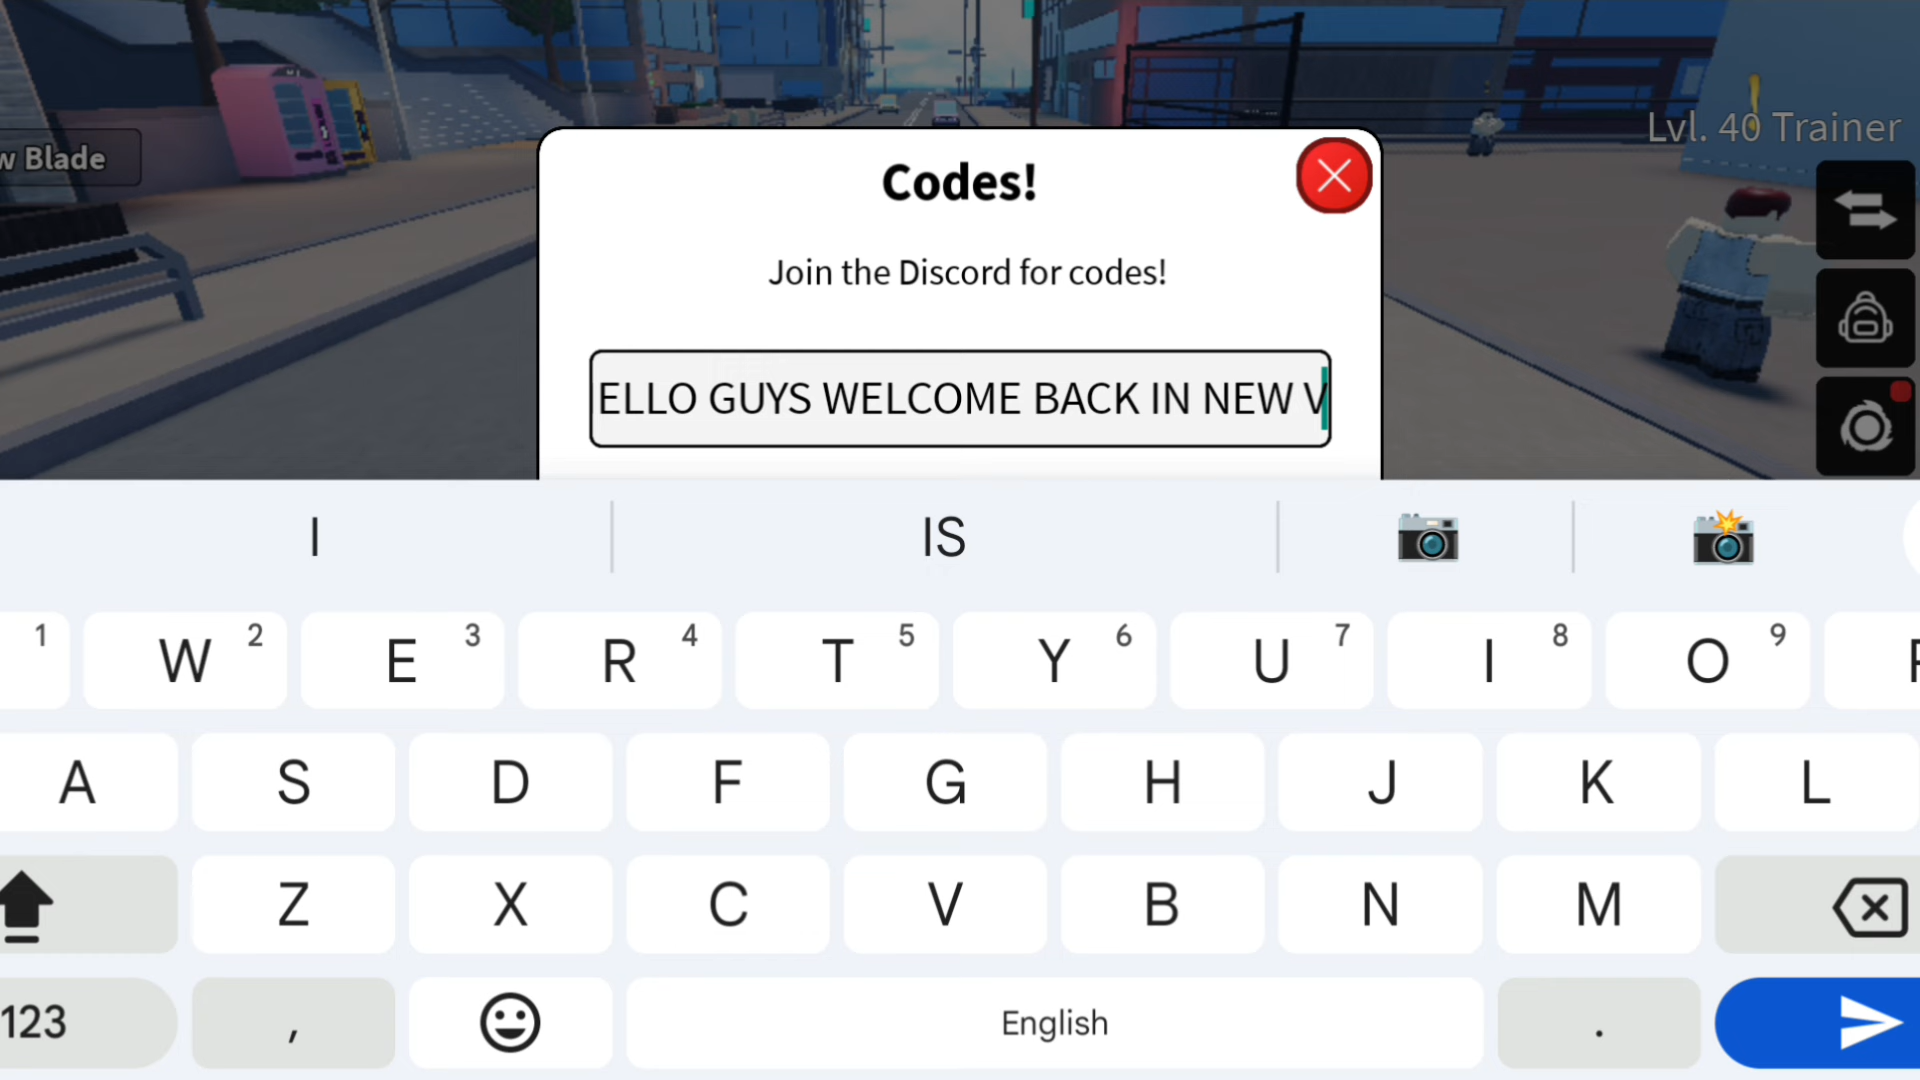 Lvl. 40 Trainer
w Blade
Codes!
Join the Discord for codes!
ELLO GUYS WELCOME BACK IN NEW V
I IS
1 W 2 E 3 R 4 T 5 Y 6 U 7 I 8 O 9 P
A S D F G H J K L
Z X C V B N M
123 , English .